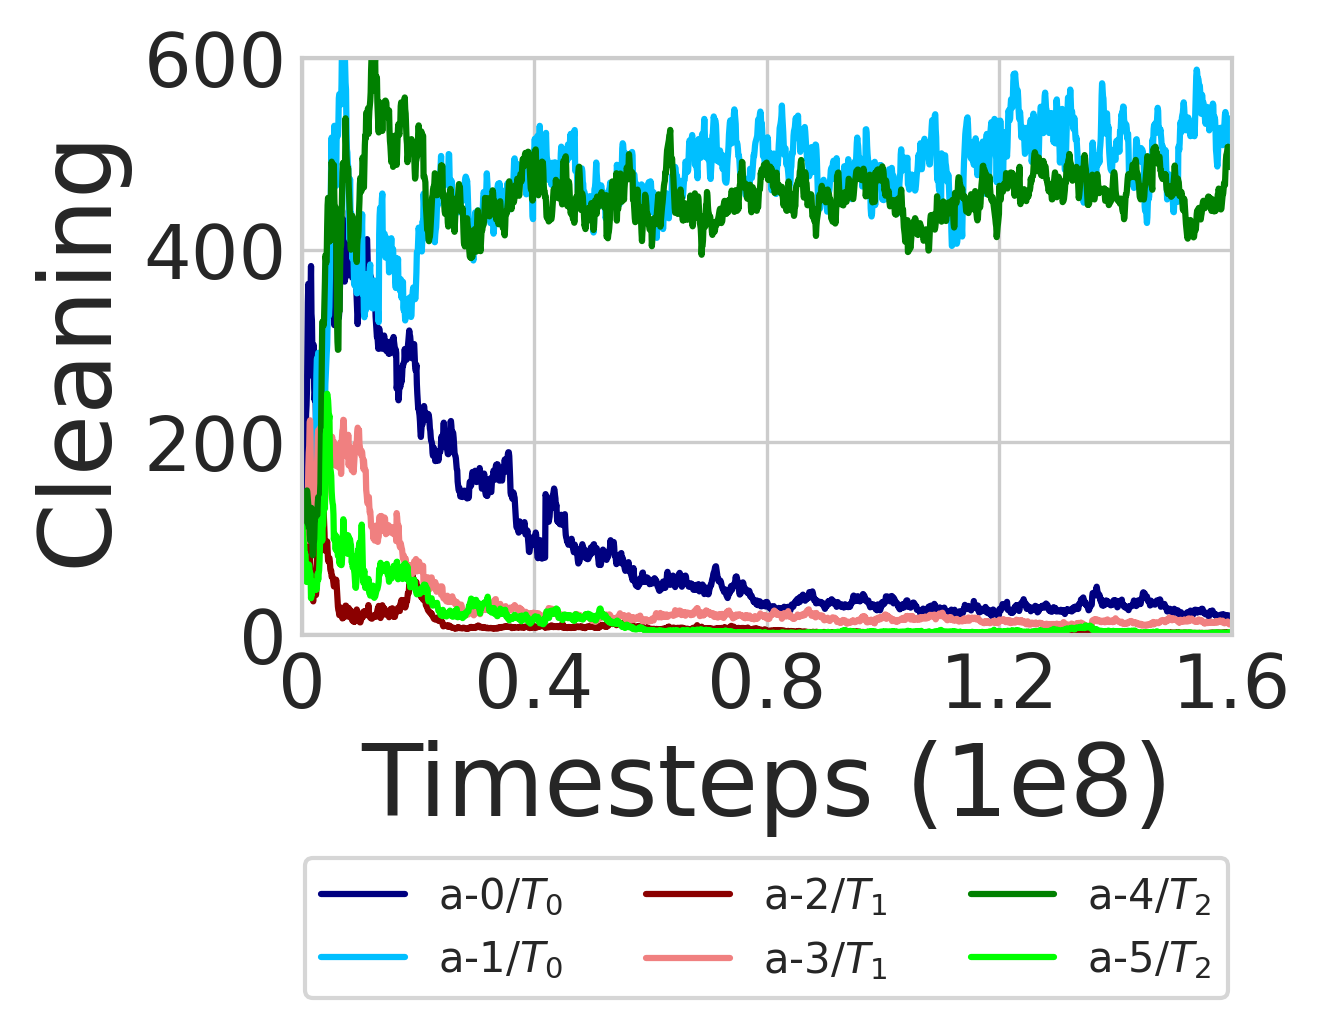 600
400
200
0
Cleaning
0 0.4 0.8 1.2 1.6
Timesteps (1e8)
a-0/T₀ a-2/T₁ a-4/T₂
a-1/T₀ a-3/T₁ a-5/T₂